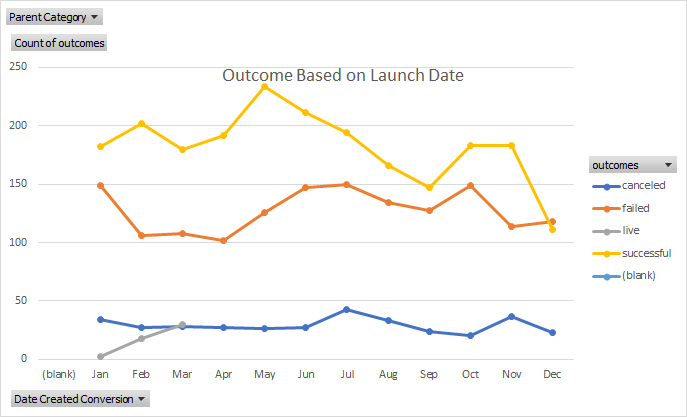 Parent Category
Count of outcomes
Outcome Based on Launch Date
250
200
150
100
50
0
(blank) Jan Feb Mar Apr May Jun Jul Aug Sep Oct Nov Dec
outcomes
canceled
failed
live
successful
(blank)
Date Created Conversion